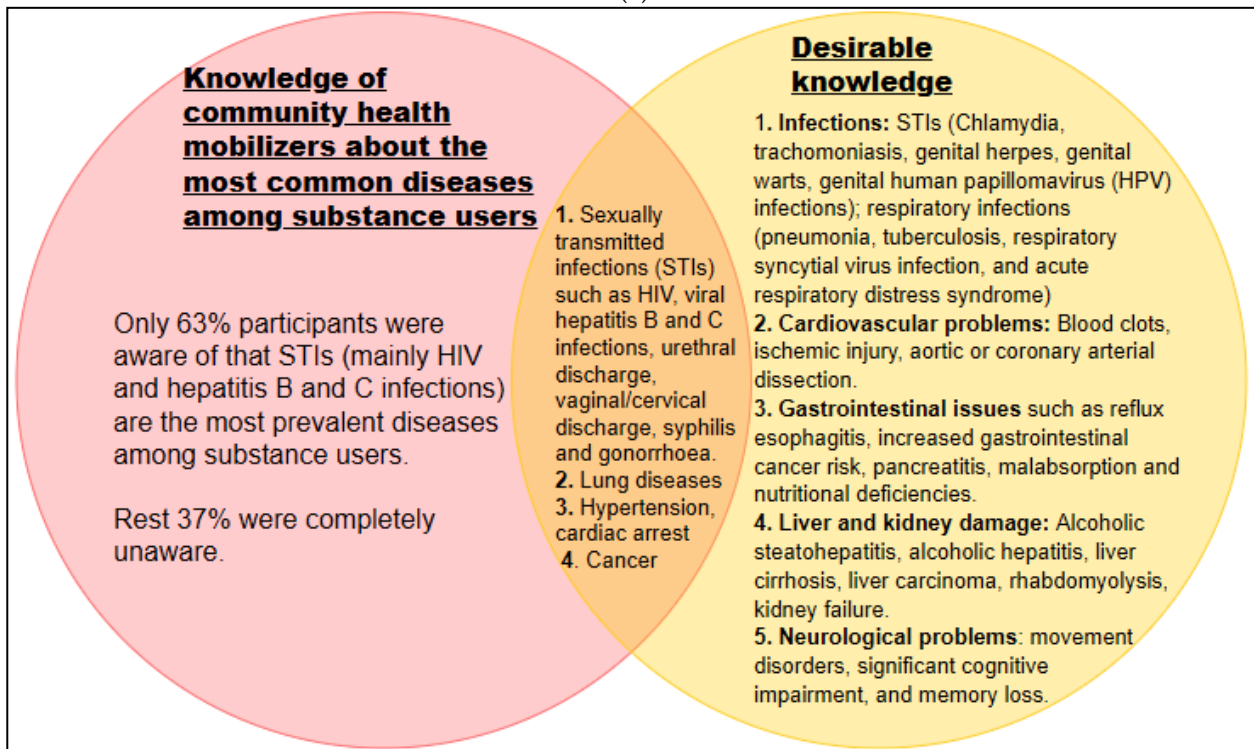 Knowledge of
community health
mobilizers about the
most common diseases
among substance users
Only 63% participants were
aware of that STIs (mainly HIV
and hepatitis B and C infections)
are the most prevalent diseases
among substance users.
Rest 37% were completely
unaware.
1. Sexually
transmitted
infections (STIs)
such as HIV, viral
hepatitis B and C
infections, urethral
discharge,
vaginal/cervical
discharge, syphilis
and gonorrhoea.
2. Lung diseases
3. Hypertension,
cardiac arrest
4. Cancer
Desirable
knowledge
1. Infections: STIs (Chlamydia,
trachomoniasis, genital herpes, genital
warts, genital human papillomavirus (HPV)
infections); respiratory infections
(pneumonia, tuberculosis, respiratory
syncytial virus infection, and acute
respiratory distress syndrome)
2. Cardiovascular problems: Blood clots,
ischemic injury, aortic or coronary arterial
dissection.
3. Gastrointestinal issues such as reflux
esophagitis, increased gastrointestinal
cancer risk, pancreatitis, malabsorption and
nutritional deficiencies.
4. Liver and kidney damage: Alcoholic
steatohepatitis, alcoholic hepatitis, liver
cirrhosis, liver carcinoma, rhabdomyolysis,
kidney failure.
5. Neurological problems: movement
disorders, significant cognitive
impairment, and memory loss.